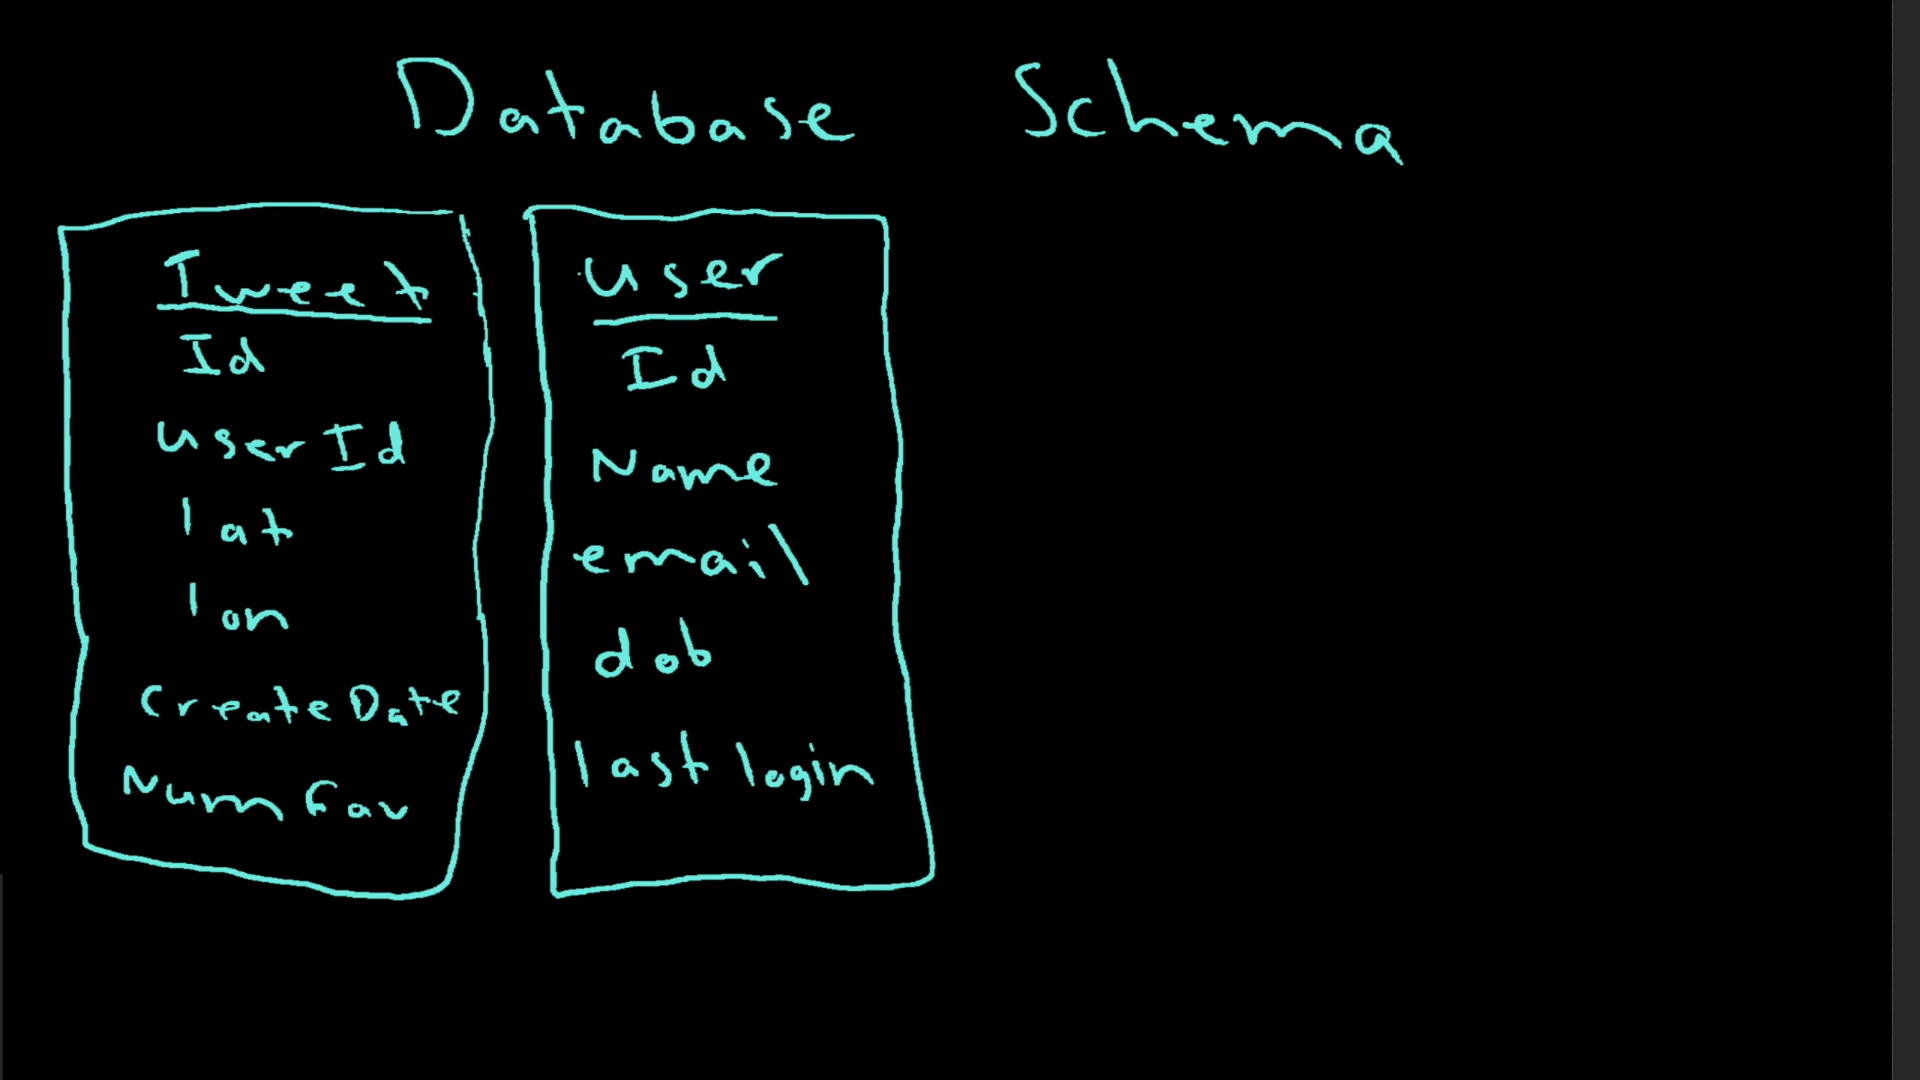 Database Schema
Tweet
Id
userId
lat
lon
CreateDate
NumFav
user
Id
Name
email
dob
last login